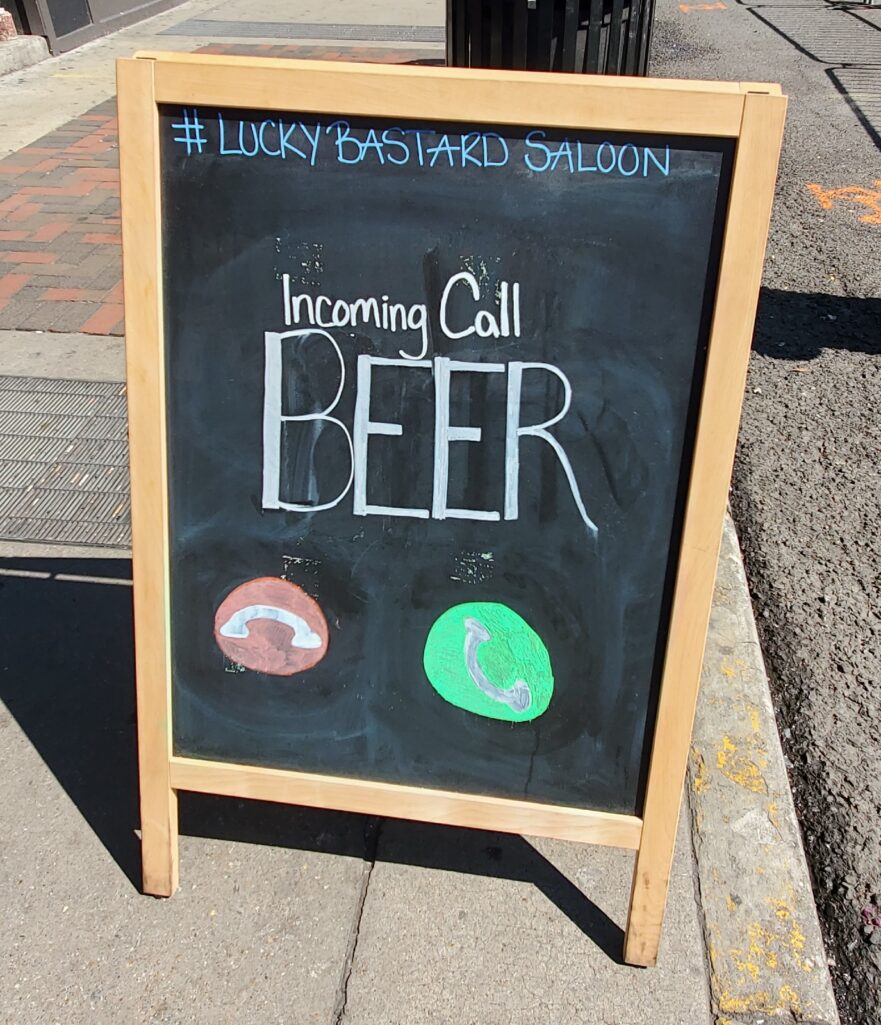 # LUCKY BASTARD SALOON
Incoming Call
BEER